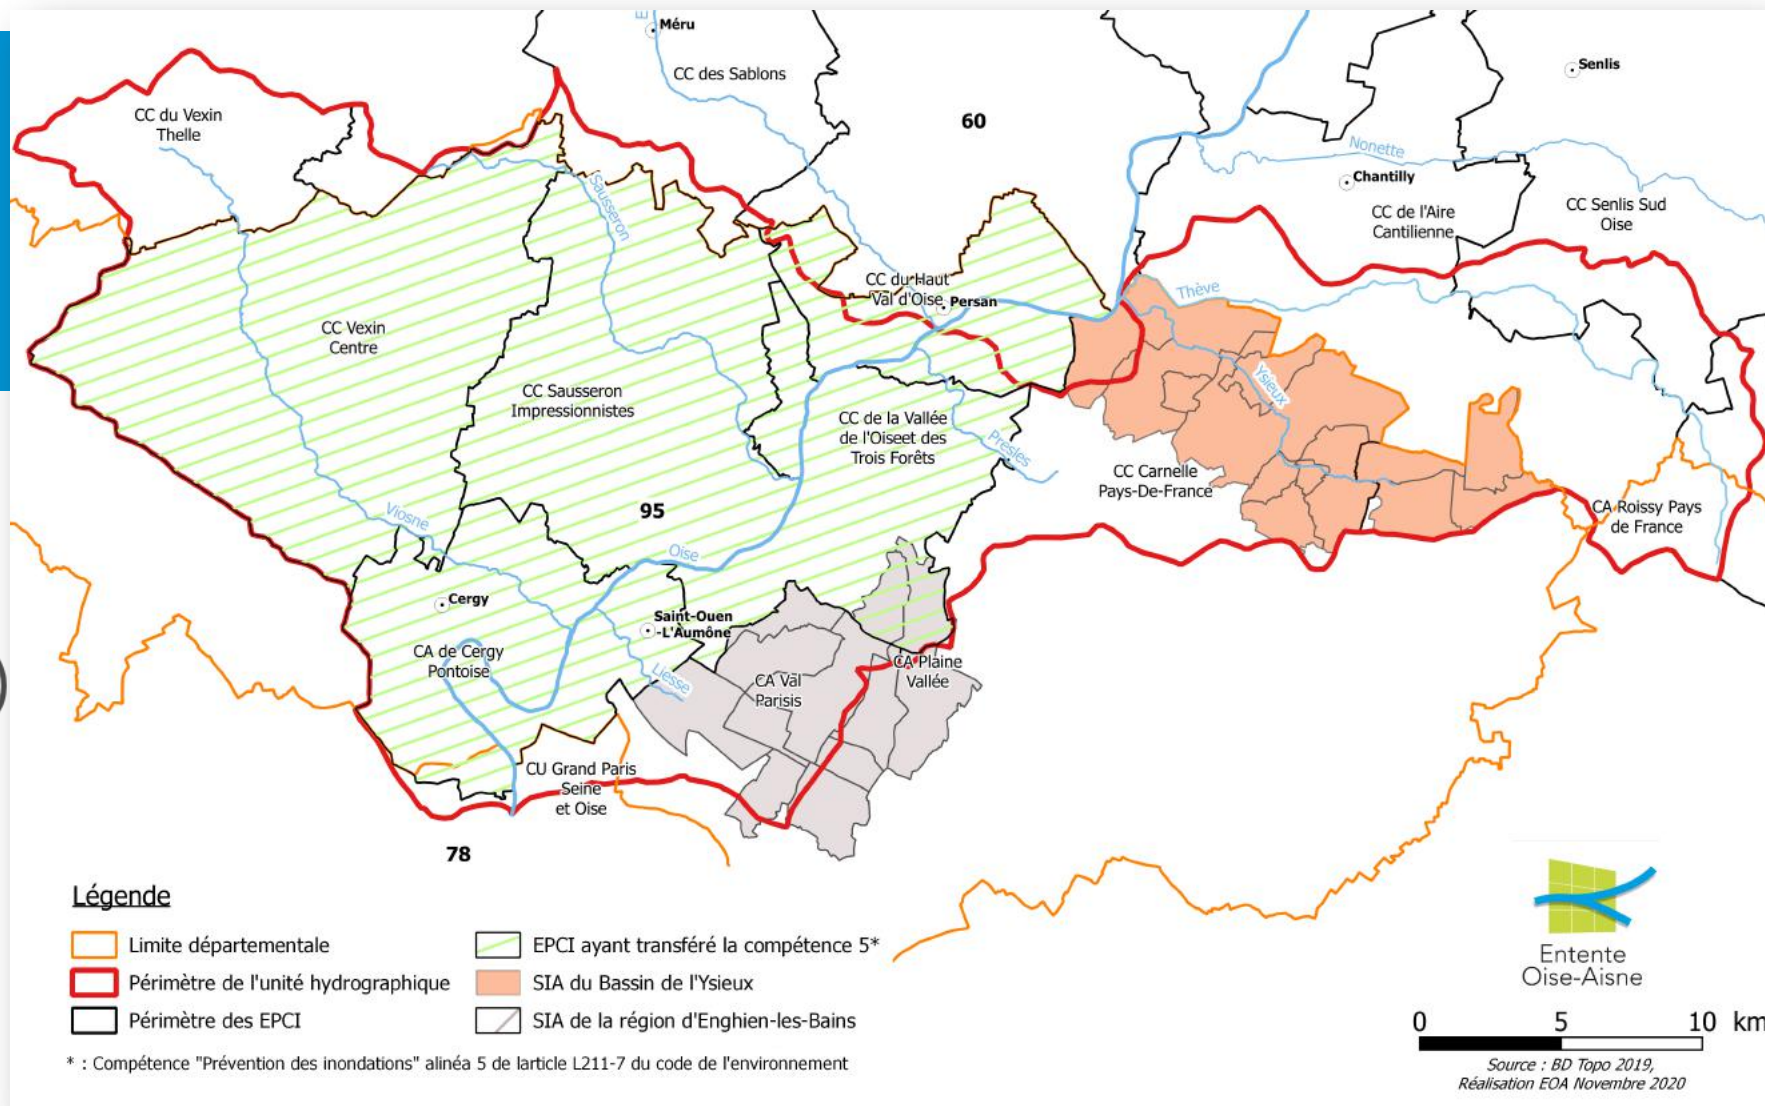 Méru
CC des Sablons
Senlis
60
CC du Vexin
Thelle
Nonette
Chantilly
CC de l'Aire
Cantilienne
CC Senlis Sud
Oise
Sausseron
CC du Haut
Val d'Oise
Persan
Thève
CC Vexin
Centre
Ysieux
CC Sausseron
Impressionnistes
CC de la Vallée
de l'Oiseet des
Trois Forêts
Presles
CC Carnelle
Pays-De-France
CA Roissy Pays
de France
95
Viosne
Oise
Cergy
Saint-Ouen
-L'Aumône
CA de Cergy
Pontoise
Liesse
CA Val
Parisis
CA Plaine
Vallée
CU Grand Paris
Seine
et Oise
78
Légende
Limite départementale
Périmètre de l'unité hydrographique
Périmètre des EPCI
EPCI ayant transféré la compétence 5*
SIA du Bassin de l'Ysieux
SIA de la région d'Enghien-les-Bains
* : Compétence "Prévention des inondations" alinéa 5 de larticle L211-7 du code de l'environnement
Entente
Oise-Aisne
0 5 10 km
Source : BD Topo 2019,
Réalisation EOA Novembre 2020